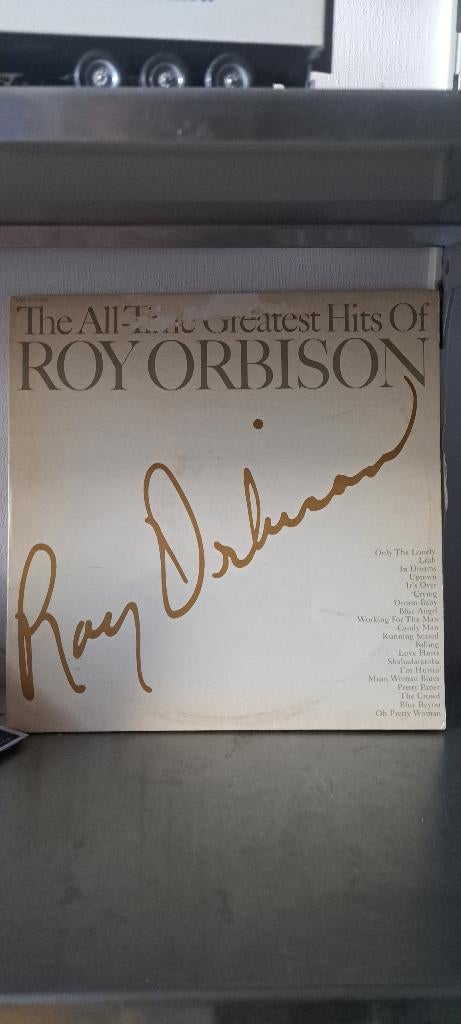 The All-Time Greatest Hits Of
ROY ORBISON
Roy Orbison
Only The Lonely
Leah
In Dreams
Uptown
It's Over
Crying
Dream Baby
Blue Angel
Working For The Man
Candy Man
Running Scared
Falling
Love Hurts
Shahadararoba
I'm Hurtin'
Mean Woman Blues
Pretty Paper
The Crowd
Blue Bayou
Oh Pretty Woman